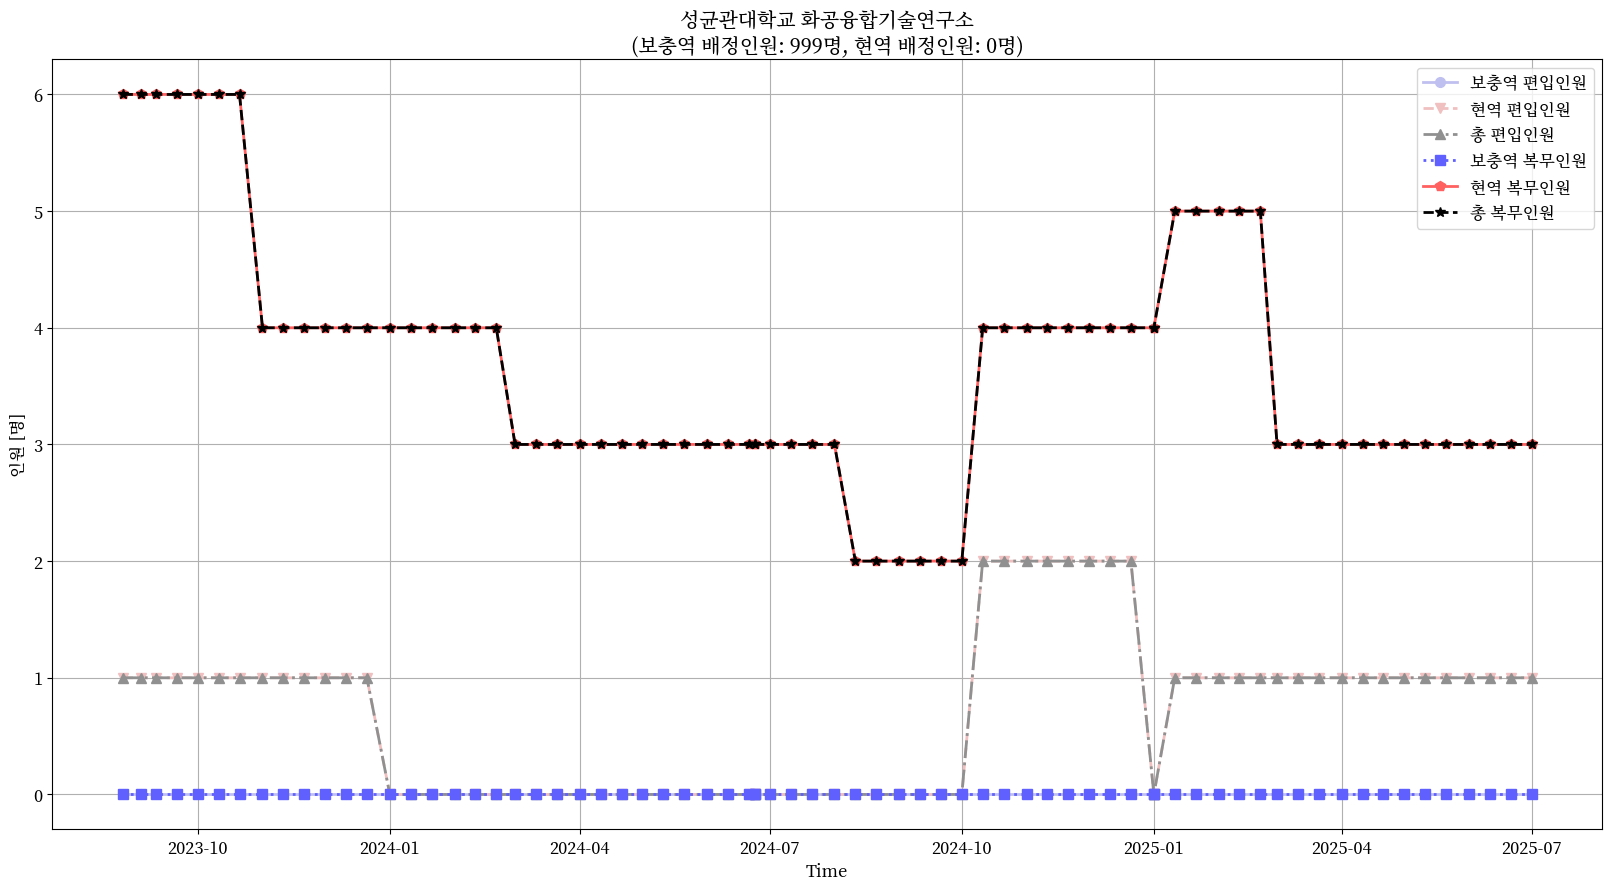 성균관대학교 화공융합기술연구소
(보충역 배정인원: 999명, 현역 배정인원: 0명)
보충역 편입인원
현역 편입인원
총 편입인원
보충역 복무인원
현역 복무인원
총 복무인원
인원 [명]
6
5
4
3
2
1
0
2023-10
2024-01
2024-04
2024-07
2024-10
2025-01
2025-04
2025-07
Time